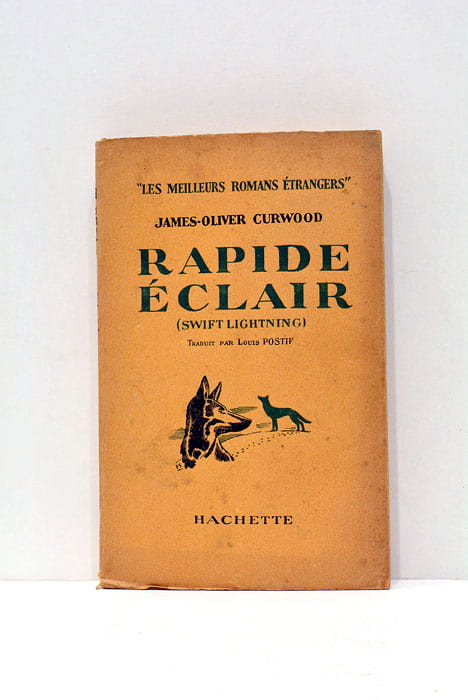 "LES MEILLEURS ROMANS ÉTRANGERS"
JAMES-OLIVER CURWOOD
RAPIDE
ÉCLAIR
(SWIFT LIGHTNING)
TRADUIT PAR LOUIS POSTIF
HACHETTE